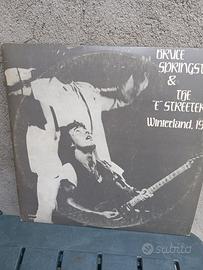 BRUCE
SPRINGST
&
THE
"E" STREETER
Winterland, 19
subito